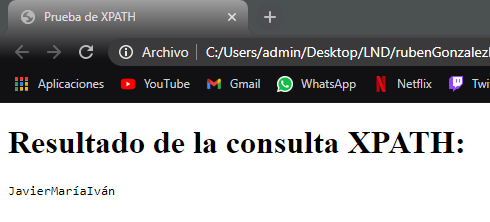 Prueba de XPATH
Archivo C:/Users/admin/Desktop/LND/rubenGonzalez
Aplicaciones YouTube Gmail WhatsApp Netflix Twi
Resultado de la consulta XPATH:
JavierMaríaIván